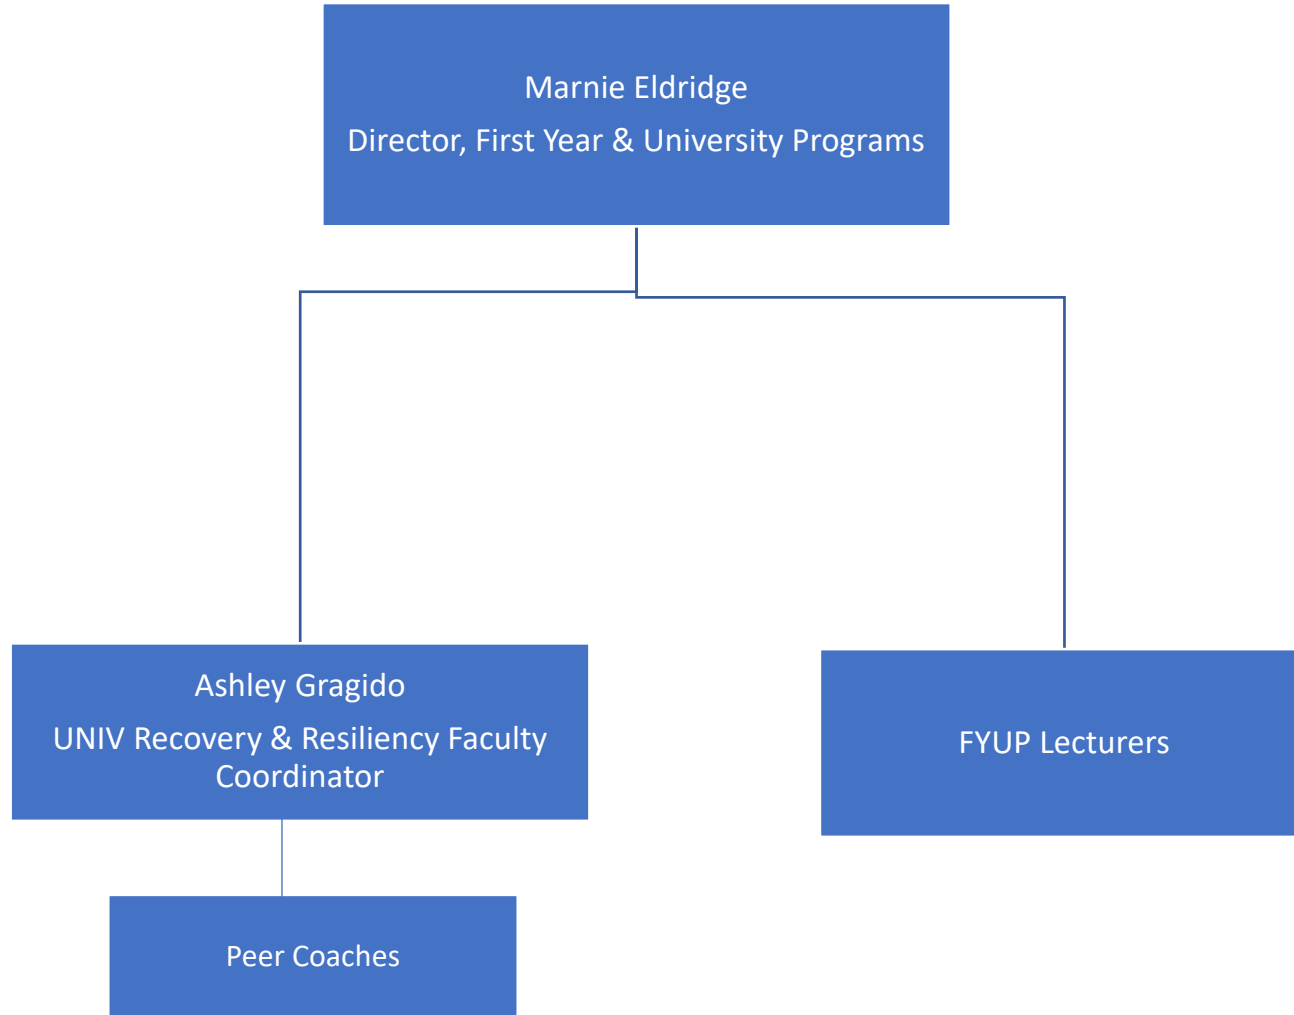 Marnie Eldridge
Director, First Year & University Programs
Ashley Gragido
UNIV Recovery & Resiliency Faculty
Coordinator
FYUP Lecturers
Peer Coaches